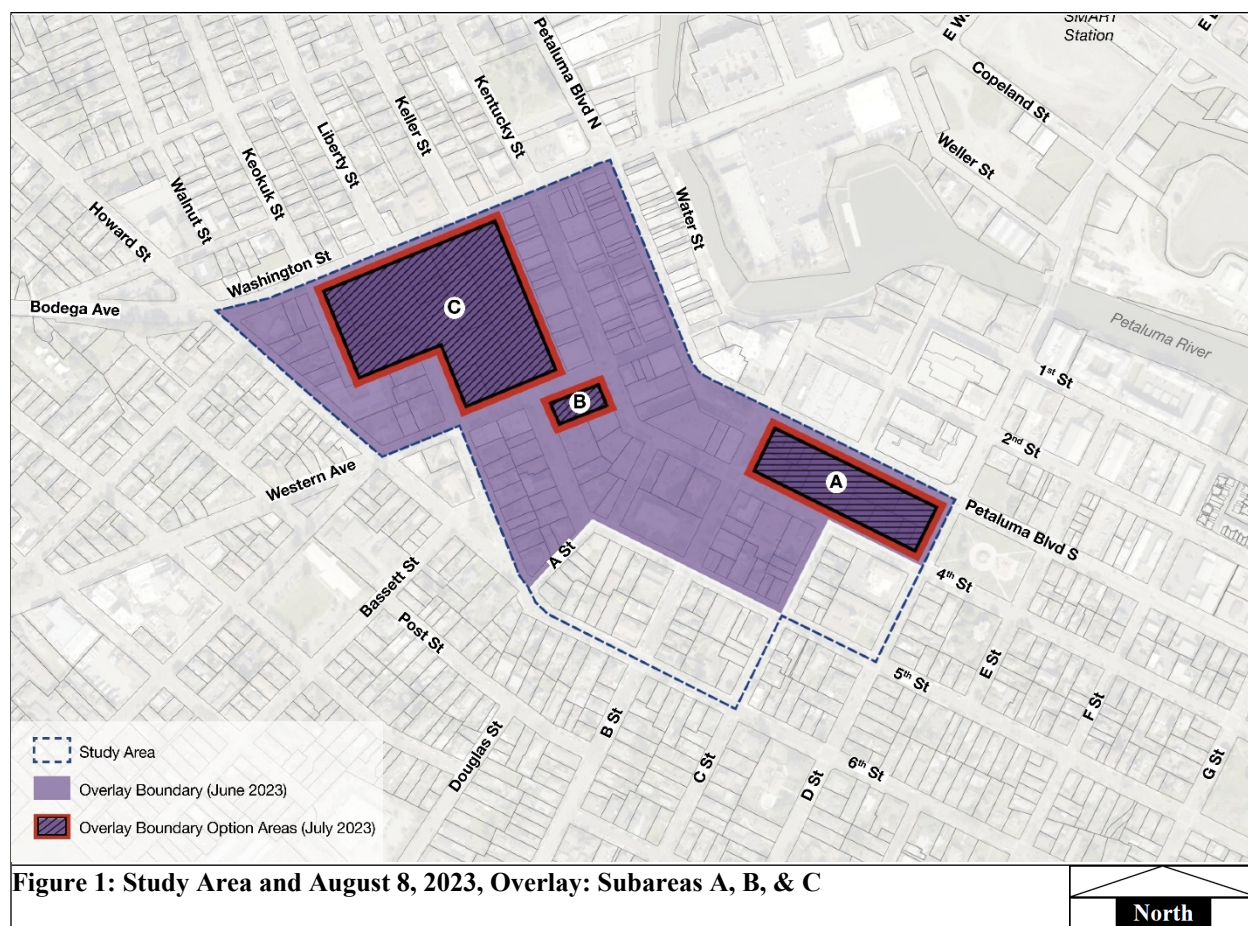 SMART
Station
E
Copeland St
Weller St
Petaluma Blvd N
Kentucky St
Keller St
Liberty St
Keokuk St
Walnut St
Howard St
Water St
Washington St
Bodega Ave
C
Petaluma River
B
1st St
2nd St
A
Western Ave
Petaluma Blvd S
A St
4th St
Bassett St
Post St
E St
5th St
F St
Douglas St
B St
C St
D St
6th St
G St
Study Area
Overlay Boundary (June 2023)
Overlay Boundary Option Areas (July 2023)
Figure 1: Study Area and August 8, 2023, Overlay: Subareas A, B, & C
North